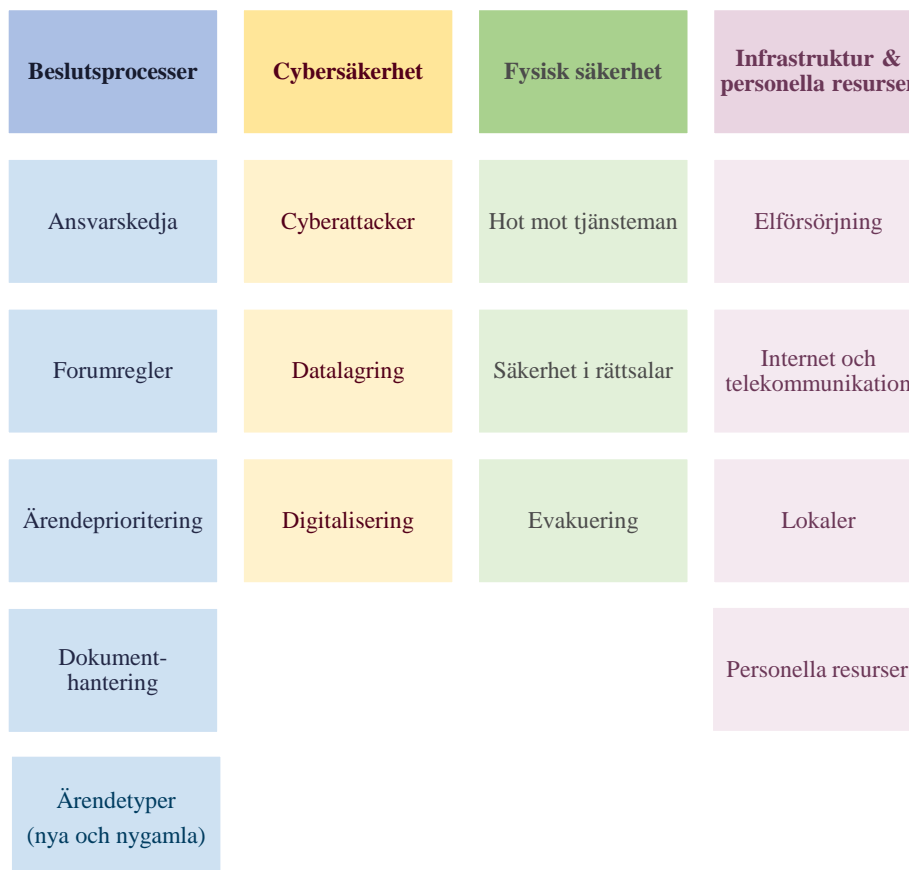 Beslutsprocesser
Cybersäkerhet
Fysisk säkerhet
Infrastruktur &
personella resurser
Ansvarskedja
Cyberattacker
Hot mot tjänsteman
Elförsörjning
Forumregler
Datalagring
Säkerhet i rättsalar
Internet och
telekommunikation
Ärendeprioritering
Digitalisering
Evakuering
Lokaler
Dokument-
hantering
Personella resurser
Ärendetyper
(nya och nygamla)